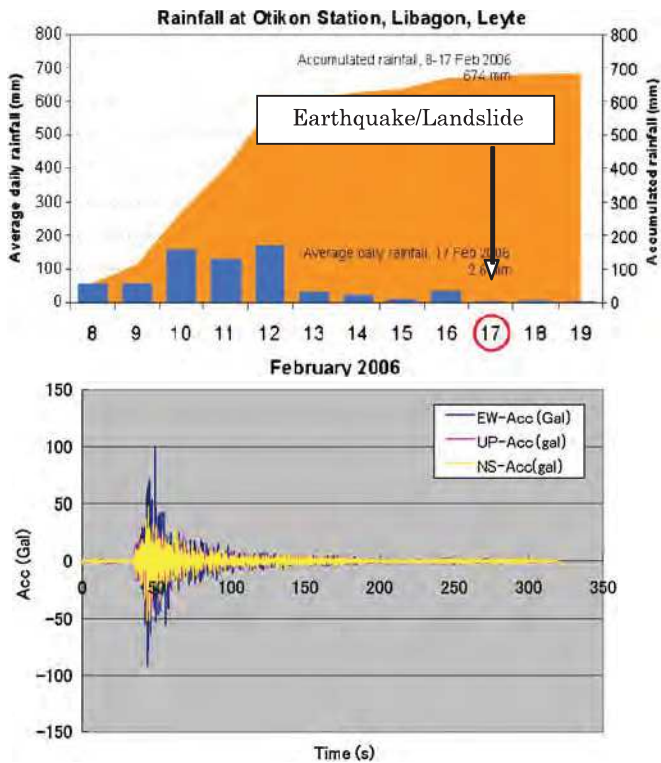 Rainfall at Otikon Station, Libagon, Leyte
Average daily rainfall (mm)
Accumulated rainfall (mm)
800
700
600
500
400
300
200
100
0
800
700
600
500
400
300
200
100
0
Accumulated rainfall, 8-17 Feb 2006
674 mm
Earthquake/Landslide
Average daily rainfall, 17 Feb 2006
8 9 10 11 12 13 14 15 16 17 18 19
February 2006
Acc (Gal)
150
100
50
0
-50
-100
-150
EW-Acc (Gal)
UP-Acc (gal)
NS-Acc(gal)
0 50 100 150 200 250 300 350
Time (s)